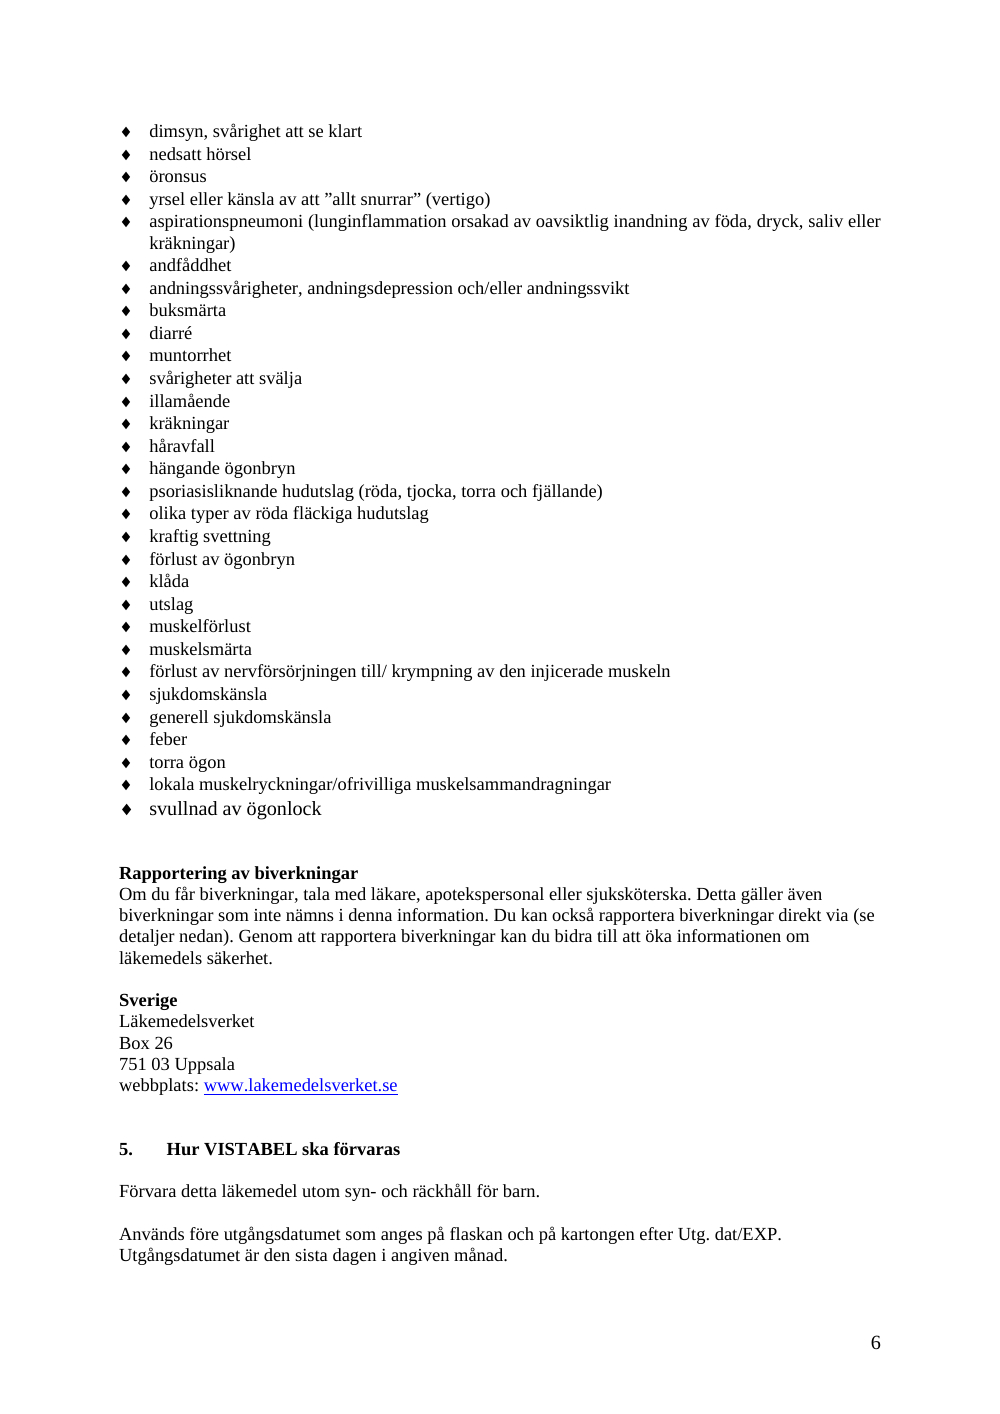 ♦ dimsyn, svårighet att se klart
♦ nedsatt hörsel
♦ öronsus
♦ yrsel eller känsla av att ”allt snurrar” (vertigo)
♦ aspirationspneumoni (lunginflammation orsakad av oavsiktlig inandning av föda, dryck, saliv eller
kräkningar)
♦ andfåddhet
♦ andningssvårigheter, andningsdepression och/eller andningssvikt
♦ buksmärta
♦ diarré
♦ muntorrhet
♦ svårigheter att svälja
♦ illamående
♦ kräkningar
♦ håravfall
♦ hängande ögonbryn
♦ psoriasisliknande hudutslag (röda, tjocka, torra och fjällande)
♦ olika typer av röda fläckiga hudutslag
♦ kraftig svettning
♦ förlust av ögonbryn
♦ klåda
♦ utslag
♦ muskelförlust
♦ muskelsmärta
♦ förlust av nervförsörjningen till/ krympning av den injicerade muskeln
♦ sjukdomskänsla
♦ generell sjukdomskänsla
♦ feber
♦ torra ögon
♦ lokala muskelryckningar/ofrivilliga muskelsammandragningar
♦ svullnad av ögonlock
Rapportering av biverkningar
Om du får biverkningar, tala med läkare, apotekspersonal eller sjuksköterska. Detta gäller även
biverkningar som inte nämns i denna information. Du kan också rapportera biverkningar direkt via (se
detaljer nedan). Genom att rapportera biverkningar kan du bidra till att öka informationen om
läkemedels säkerhet.
Sverige
Läkemedelsverket
Box 26
751 03 Uppsala
webbplats: www.lakemedelsverket.se
5. Hur VISTABEL ska förvaras
Förvara detta läkemedel utom syn- och räckhåll för barn.
Används före utgångsdatumet som anges på flaskan och på kartongen efter Utg. dat/EXP.
Utgångsdatumet är den sista dagen i angiven månad.
6